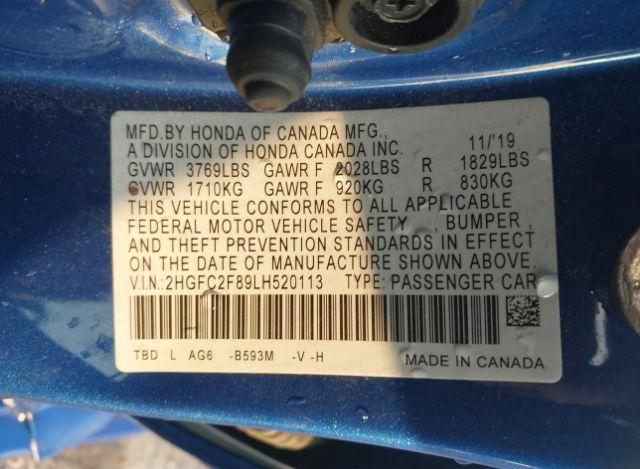 MFD.BY HONDA OF CANADA MFG.,
A DIVISION OF HONDA CANADA INC. 11/'19
GVWR 3769LBS GAWR F 2028LBS R 1829LBS
GVWR 1710KG GAWR F 920KG R 830KG
THIS VEHICLE CONFORMS TO ALL APPLICABLE
FEDERAL MOTOR VEHICLE SAFETY , BUMPER ,
AND THEFT PREVENTION STANDARDS IN EFFECT
ON THE DATE OF MANUFACTURE SHOWN ABOVE.
V.I.N.:2HGFC2F89LH520113 TYPE: PASSENGER CAR
TBD L AG6 -B593M -V -H MADE IN CANADA